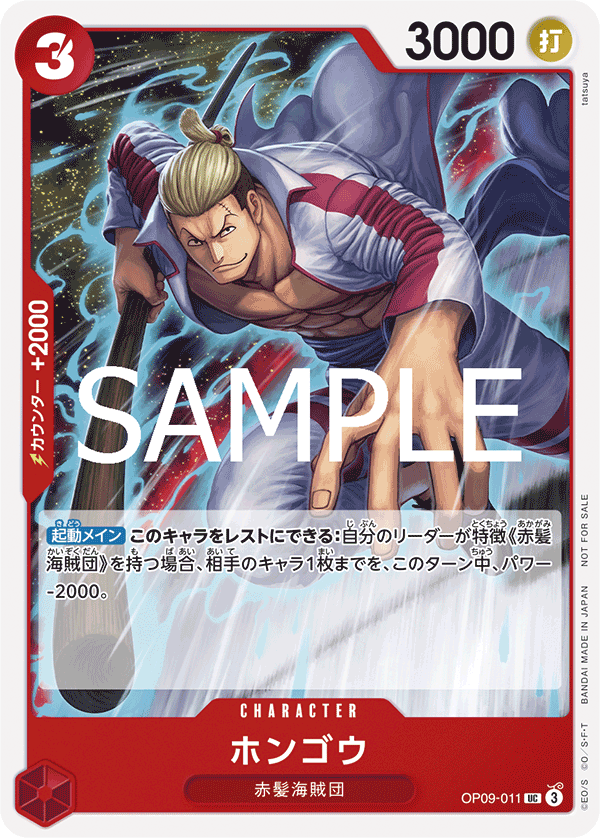 3
3000
打
tatsuya
カウンター +2000
SAMPLE
起動メイン このキャラをレストにできる:自分のリーダーが特徴《赤髪
海賊団》を持つ場合、相手のキャラ1枚までを、このターン中、パワー
-2000。
CHARACTER
ホンゴウ
赤髪海賊団
OP09-011 UC 3
©E.O/S ©O/S・F・T BANDAI MADE IN JAPAN NOT FOR SALE